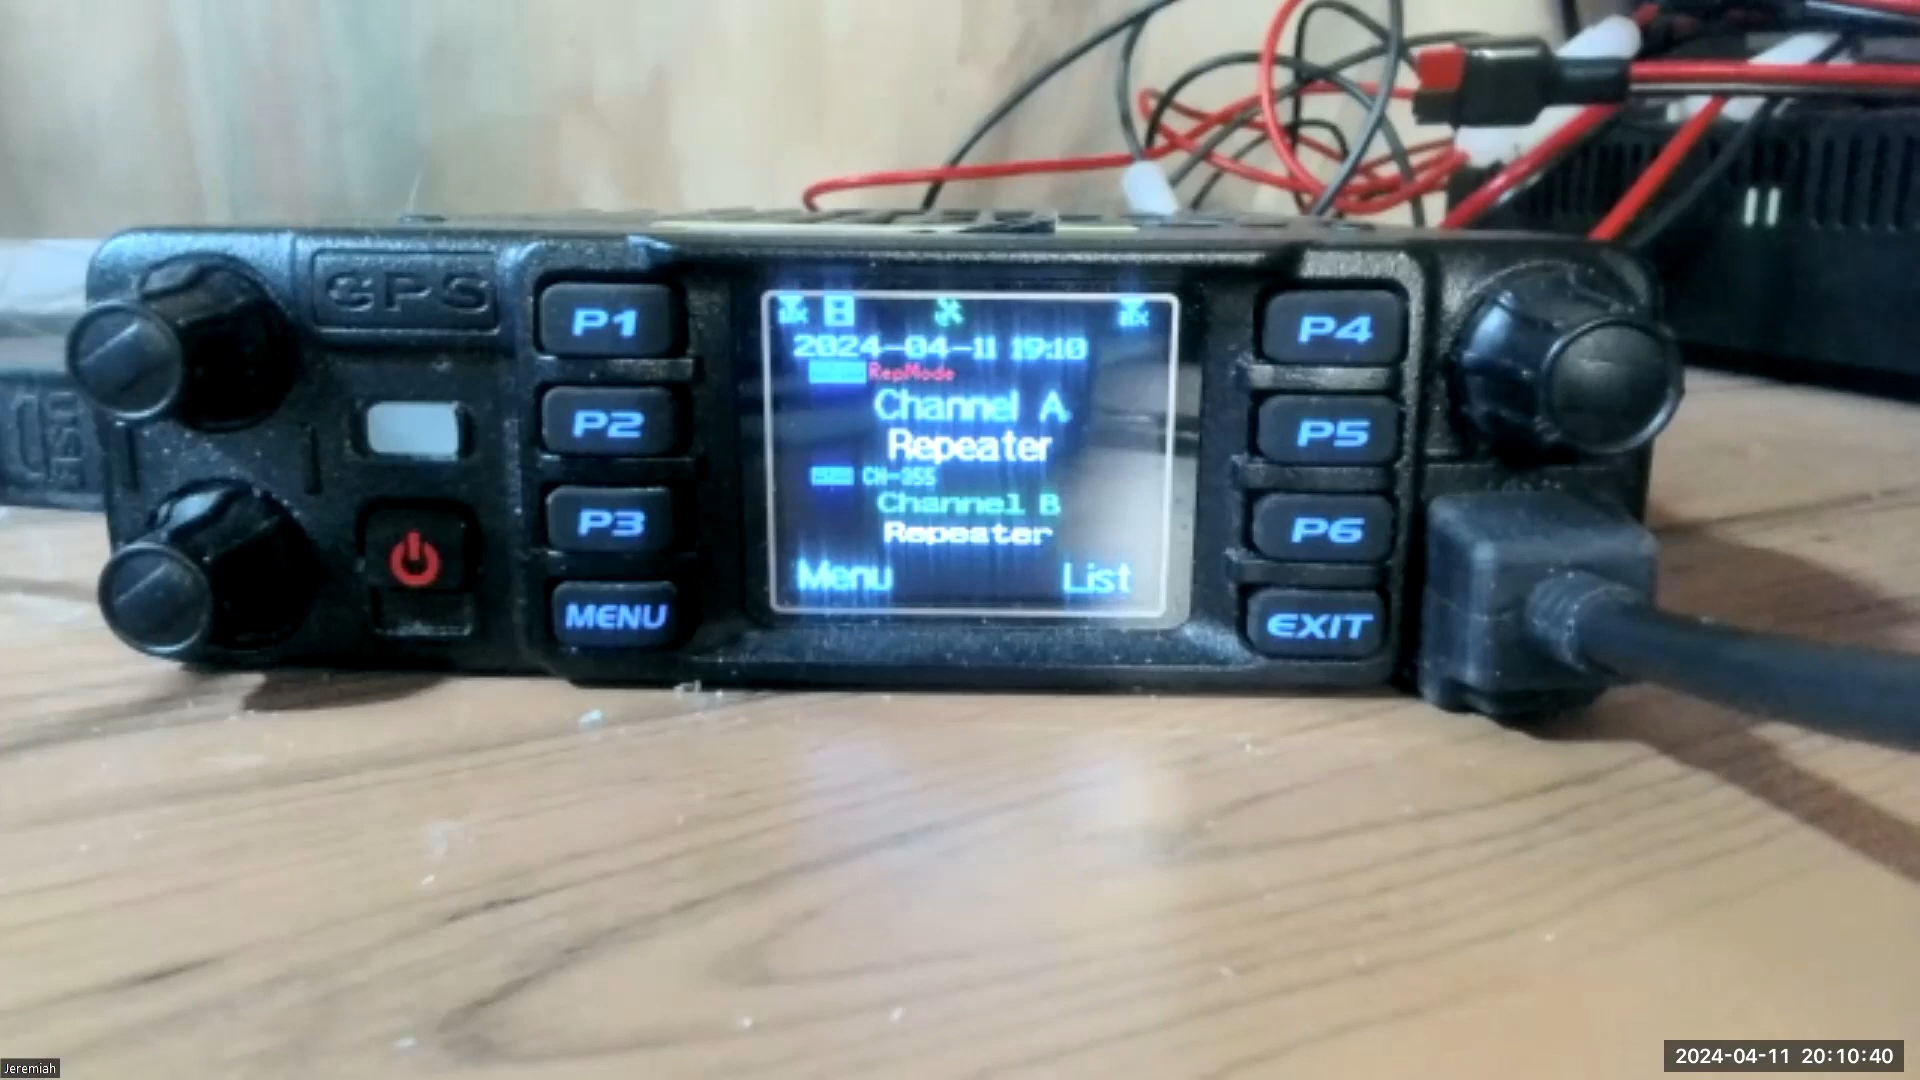 GPS
P1
P2
P3
MENU
2024-04-11 19:10
RepMode
Channel A
Repeater
CH-355
Channel B
Repeater
Menu List
P4
P5
P6
EXIT
Jeremiah
2024-04-11 20:10:40